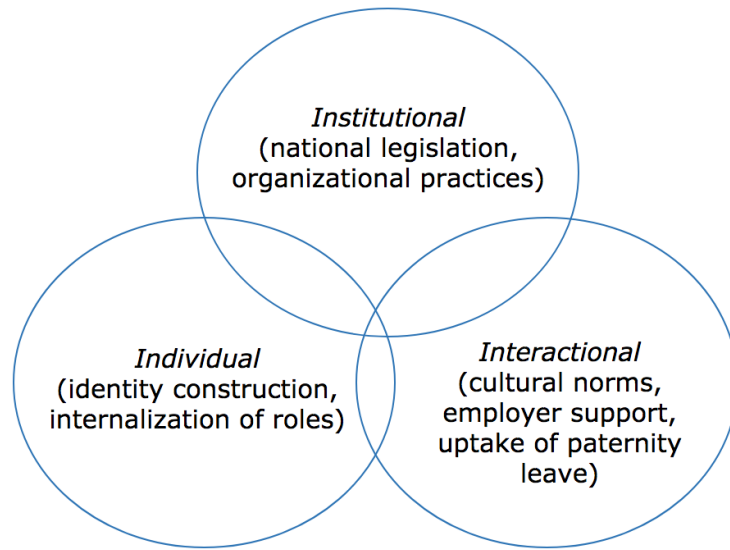 Institutional
(national legislation,
organizational practices)
Individual
(identity construction,
internalization of roles)
Interactional
(cultural norms,
employer support,
uptake of paternity
leave)